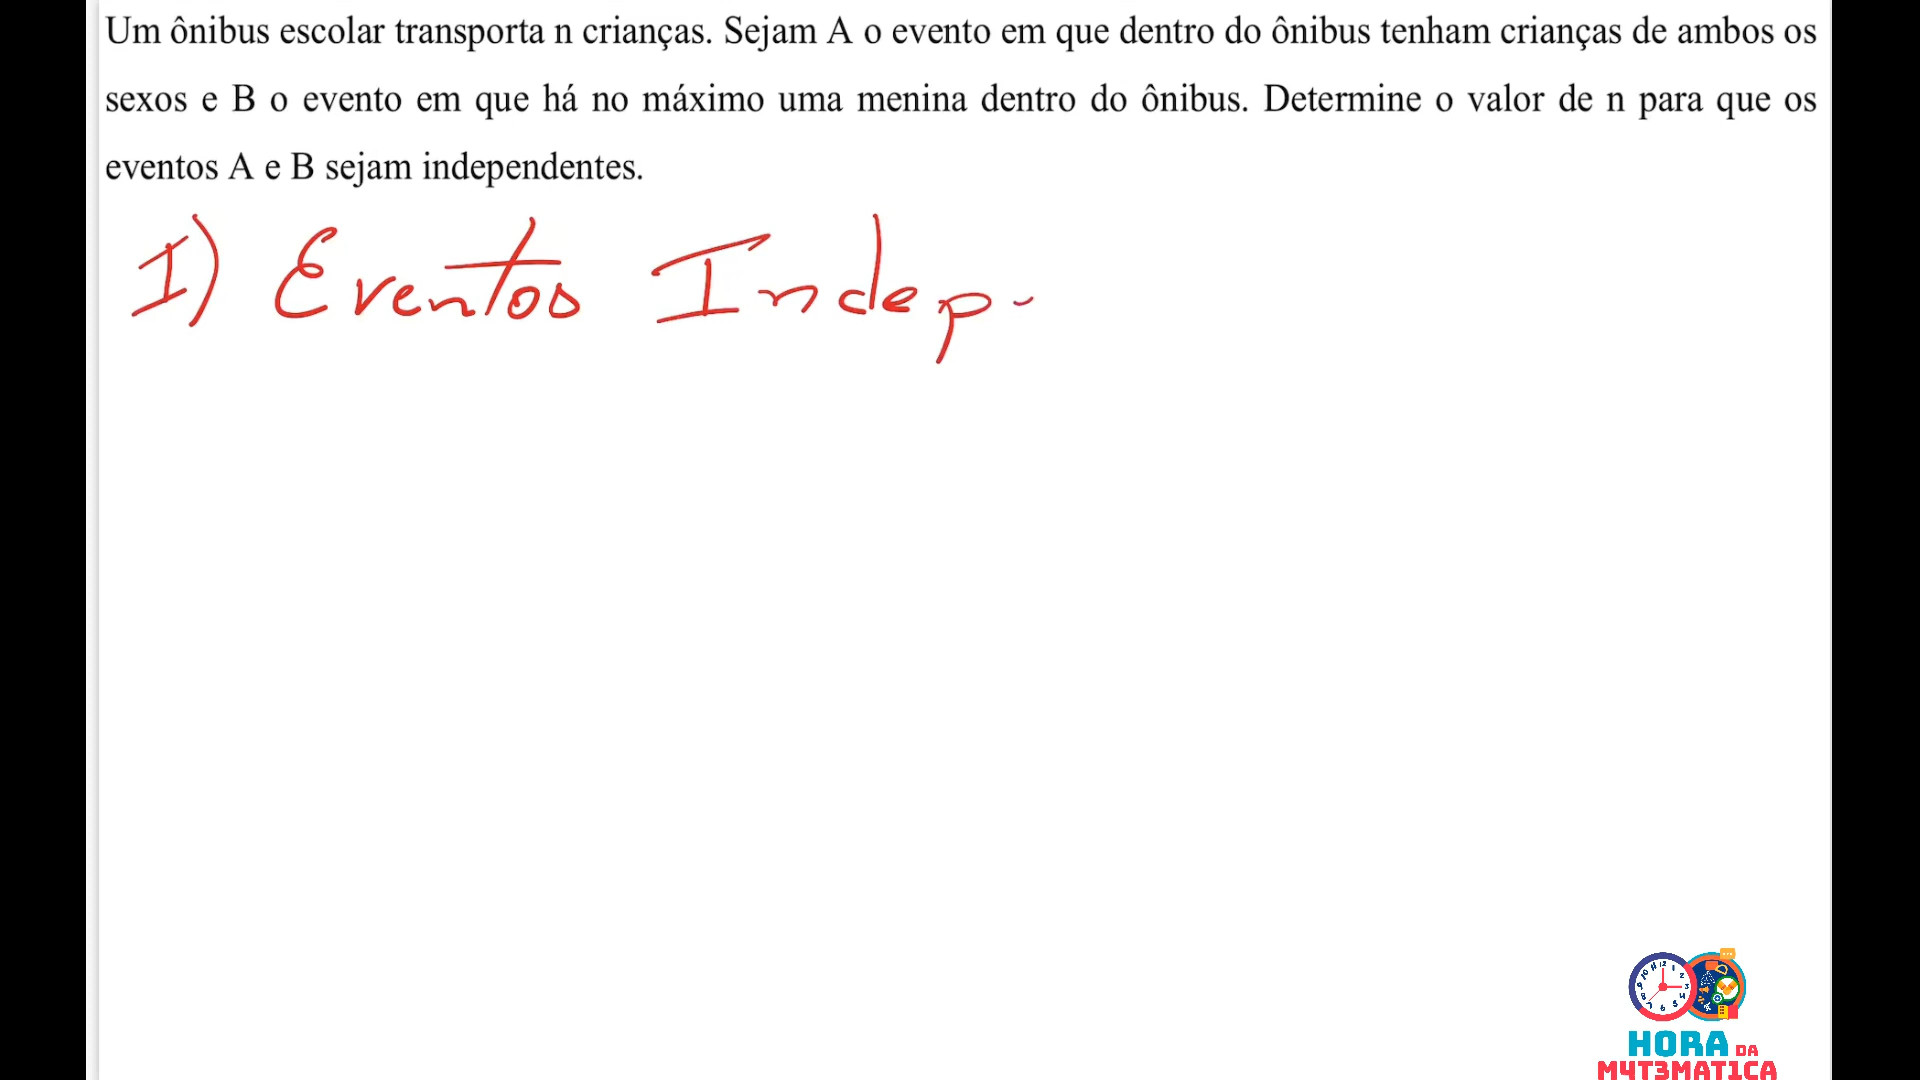 Um ônibus escolar transporta n crianças. Sejam A o evento em que dentro do ônibus tenham crianças de ambos os
sexos e B o evento em que há no máximo uma menina dentro do ônibus. Determine o valor de n para que os
eventos A e B sejam independentes.
I) Eventos Indep
HORA DA
M4T3M4T1CA